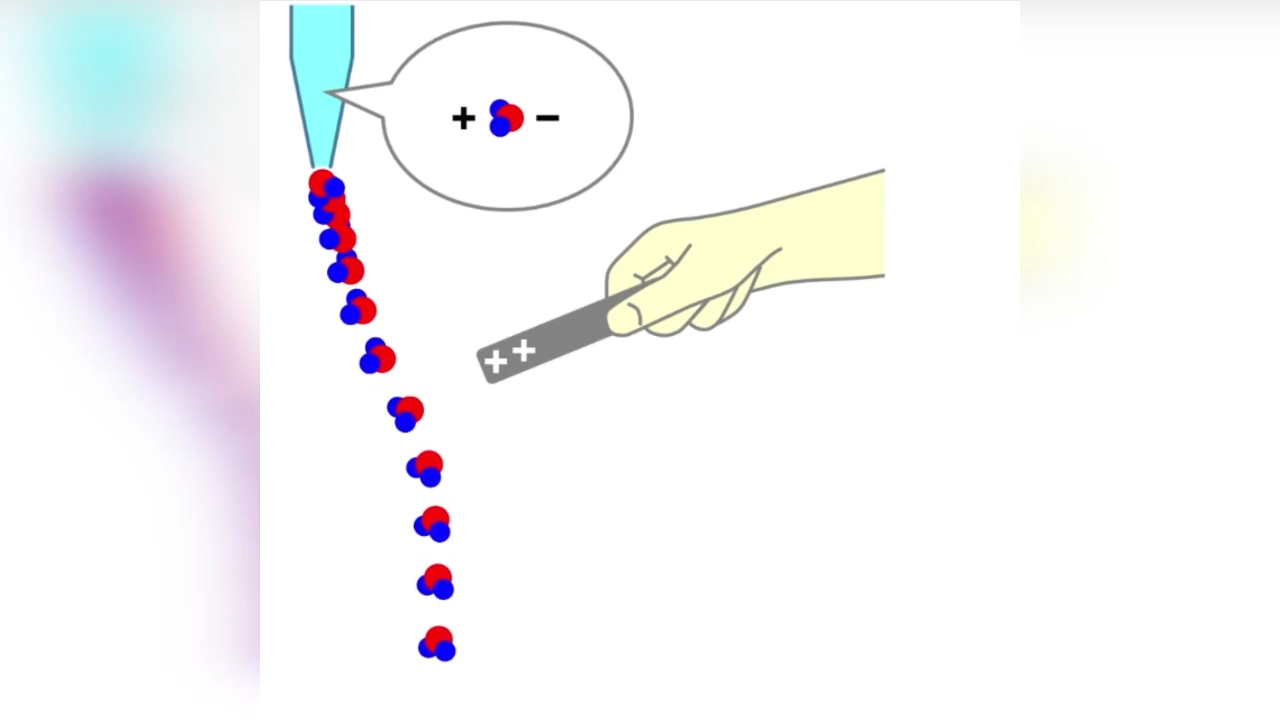 + −
+ +